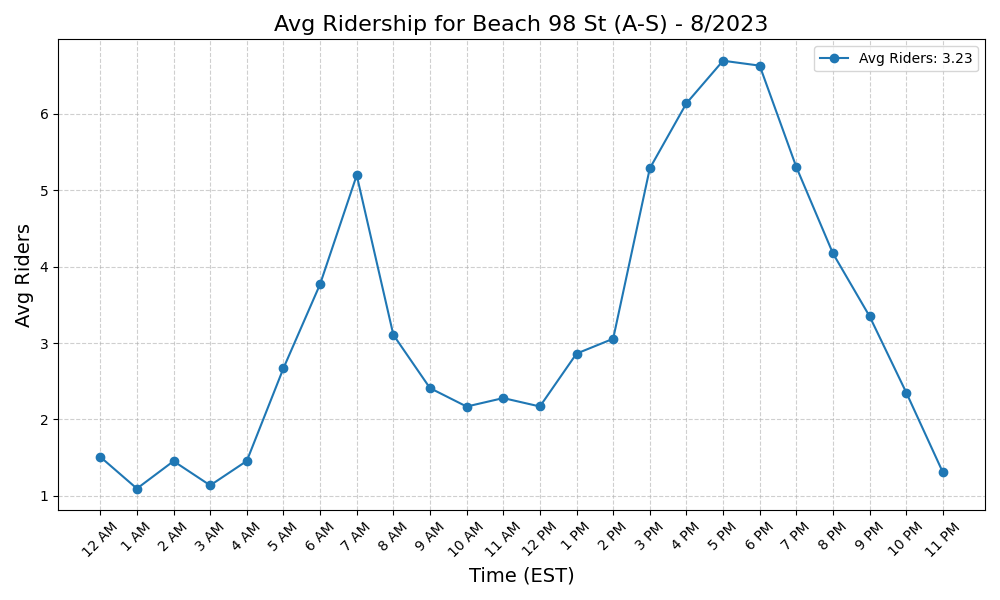 Avg Ridership for Beach 98 St (A-S) - 8/2023
Avg Riders: 3.23
Avg Riders
6
5
4
3
2
1
12 AM
1 AM
2 AM
3 AM
4 AM
5 AM
6 AM
7 AM
8 AM
9 AM
10 AM
11 AM
12 PM
1 PM
2 PM
3 PM
4 PM
5 PM
6 PM
7 PM
8 PM
9 PM
10 PM
11 PM
Time (EST)